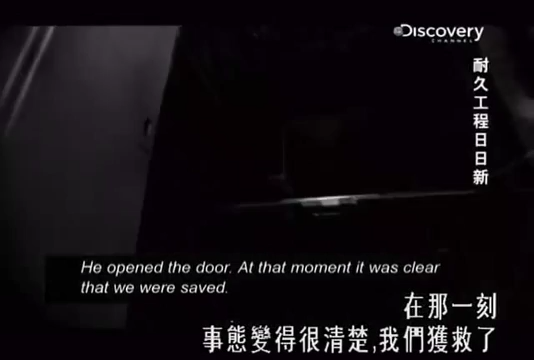 Discovery
CHANNEL
耐久工程日日新
He opened the door. At that moment it was clear
that we were saved.
在那一刻
事態變得很清楚,我們獲救了